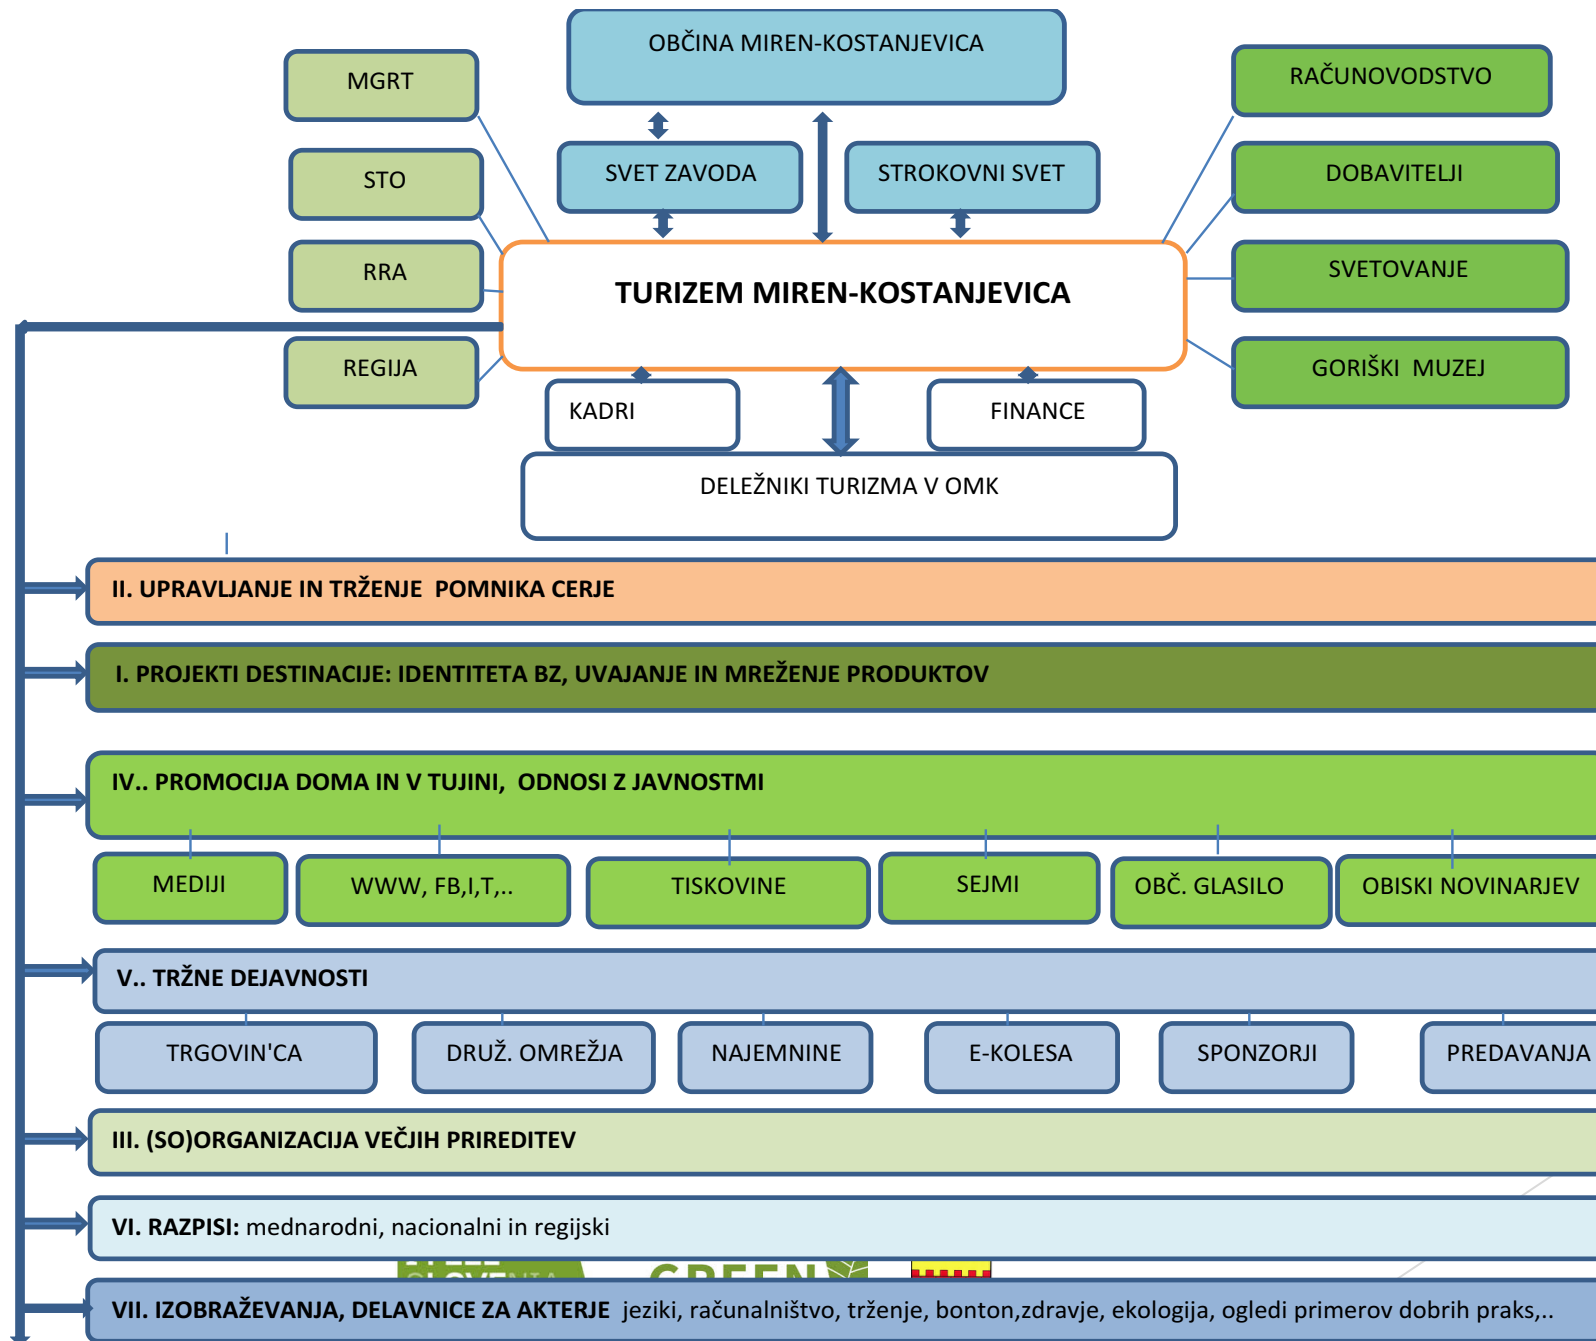 OBČINA MIREN-KOSTANJEVICA
MGRT
RAČUNOVODSTVO
STO
SVET ZAVODA
STROKOVNI SVET
DOBAVITELJI
RRA
TURIZEM MIREN-KOSTANJEVICA
SVETOVANJE
REGIJA
GORIŠKI MUZEJ
KADRI
FINANCE
DELEŽNIKI TURIZMA V OMK
II. UPRAVLJANJE IN TRŽENJE POMNIKA CERJE
I. PROJEKTI DESTINACIJE: IDENTITETA BZ, UVAJANJE IN MREŽENJE PRODUKTOV
IV.. PROMOCIJA DOMA IN V TUJINI, ODNOSI Z JAVNOSTMI
MEDIJI
WWW, FB,I,T,..
TISKOVINE
SEJMI
OBČ. GLASILO
OBISKI NOVINARJEV
V.. TRŽNE DEJAVNOSTI
TRGOVIN'CA
DRUŽ. OMREŽJA
NAJEMNINE
E-KOLESA
SPONZORJI
PREDAVANJA
III. (SO)ORGANIZACIJA VEČJIH PRIREDITEV
VI. RAZPISI: mednarodni, nacionalni in regijski
GREEN
VII. IZOBRAŽEVANJA, DELAVNICE ZA AKTERJE jeziki, računalništvo, trženje, bonton,zdravje, ekologija, ogledi primerov dobrih praks,..